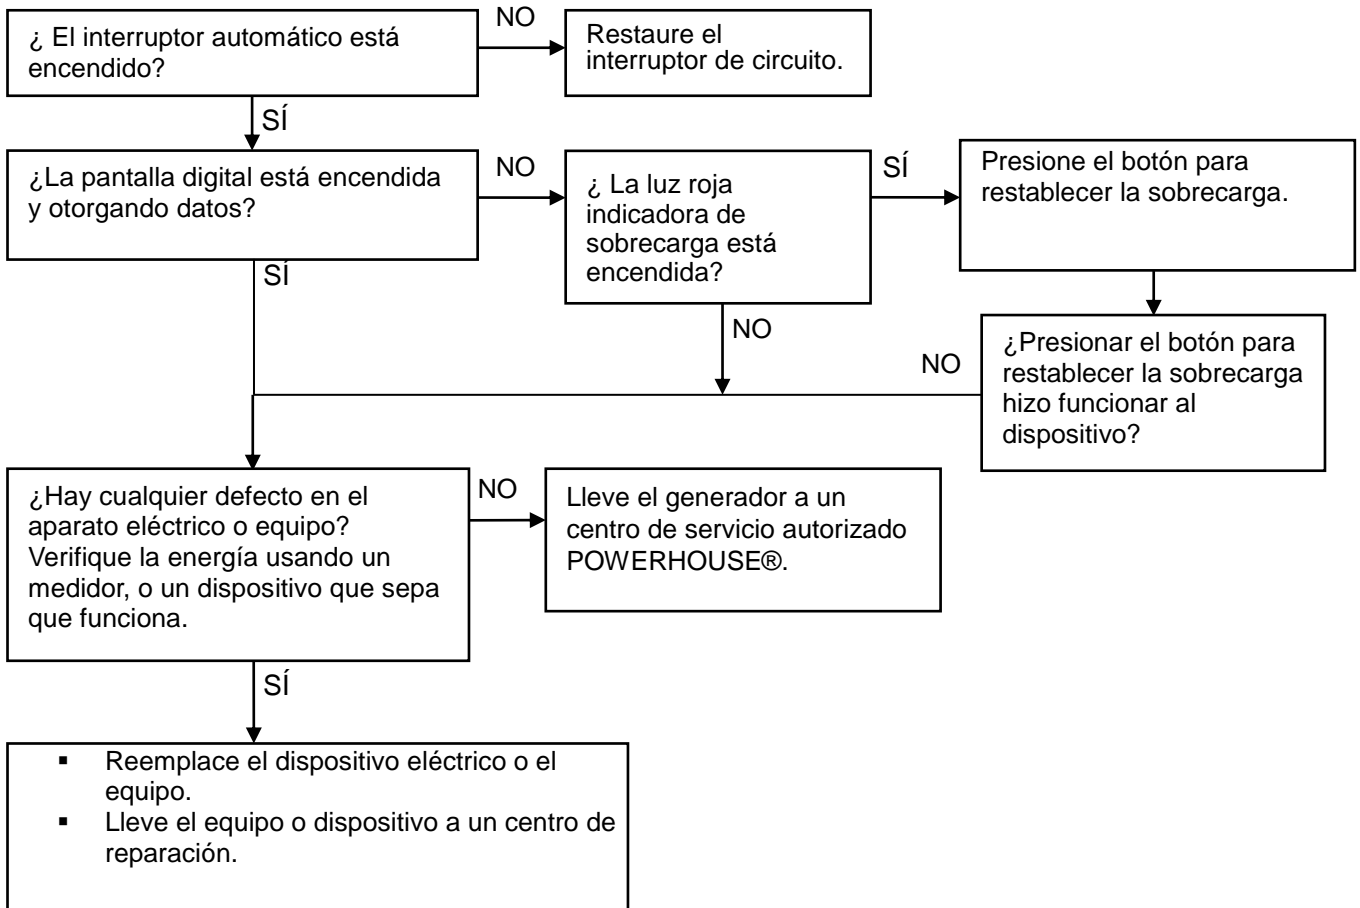 ¿ El interruptor automático está
encendido?
NO
Restaure el
interruptor de circuito.
SÍ
¿La pantalla digital está encendida
y otorgando datos?
NO
¿ La luz roja
indicadora de
sobrecarga está
encendida?
SÍ
Presione el botón para
restablecer la sobrecarga.
SÍ
NO
NO
¿Presionar el botón para
restablecer la sobrecarga
hizo funcionar al
dispositivo?
¿Hay cualquier defecto en el
aparato eléctrico o equipo?
Verifique la energía usando un
medidor, o un dispositivo que sepa
que funciona.
NO
Lleve el generador a un
centro de servicio autorizado
POWERHOUSE®.
SÍ
▪ Reemplace el dispositivo eléctrico o el
equipo.
▪ Lleve el equipo o dispositivo a un centro de
reparación.